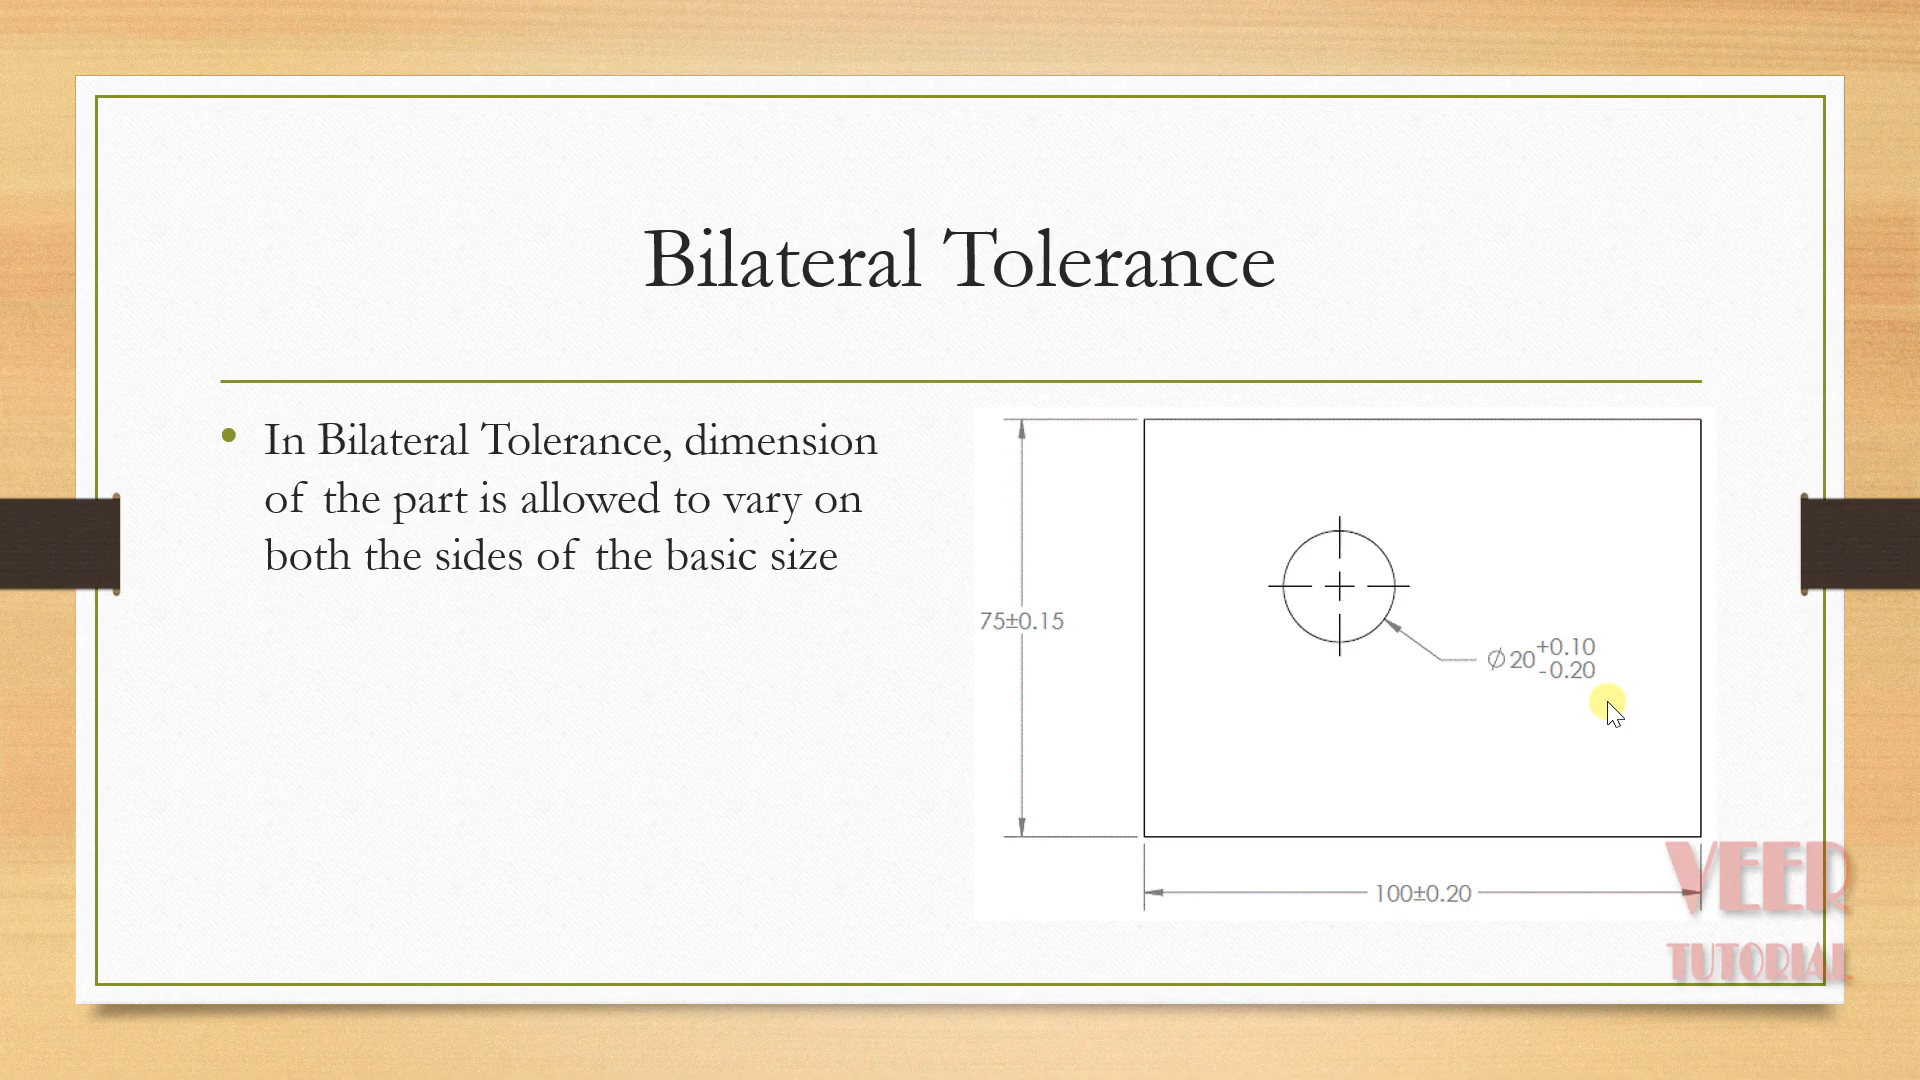 Bilateral Tolerance
• In Bilateral Tolerance, dimension
of the part is allowed to vary on
both the sides of the basic size
75±0.15
∅20 +0.10
-0.20
100±0.20
VEER
TUTORIAL